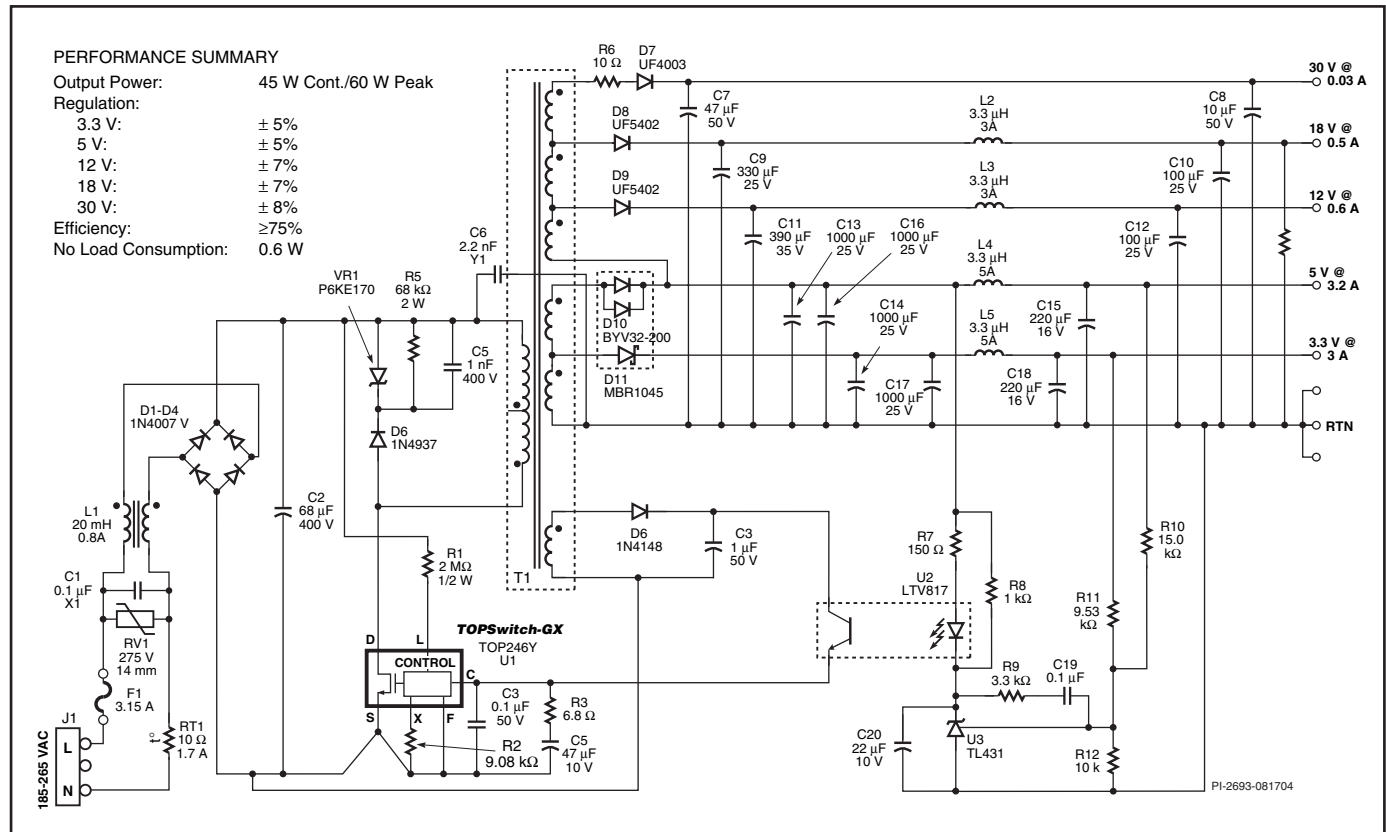 PERFORMANCE SUMMARY
Output Power: 45 W Cont./60 W Peak
Regulation:
3.3 V: ± 5%
5 V: ± 5%
12 V: ± 7%
18 V: ± 7%
30 V: ± 8%
Efficiency: ≥75%
No Load Consumption: 0.6 W
R6
10 Ω
D7
UF4003
30 V @
0.03 A
C7
47 µF
50 V
C8
10 µF
50 V
D8
UF5402
L2
3.3 µH
3A
18 V @
0.5 A
C9
330 µF
25 V
C10
100 µF
25 V
D9
UF5402
L3
3.3 µH
3A
12 V @
0.6 A
C11
390 µF
35 V
C13
1000 µF
25 V
C16
1000 µF
25 V
C12
100 µF
25 V
C6
2.2 nF
Y1
L4
3.3 µH
5A
5 V @
3.2 A
VR1
P6KE170
R5
68 kΩ
2 W
D10
BYV32-200
C14
1000 µF
25 V
C15
220 µF
16 V
L5
3.3 µH
5A
3.3 V @
3 A
C5
1 nF
400 V
D11
MBR1045
C17
1000 µF
25 V
C18
220 µF
16 V
D1-D4
1N4007 V
D6
1N4937
RTN
L1
20 mH
0.8A
C2
68 µF
400 V
D6
1N4148
C3
1 µF
50 V
R7
150 Ω
R10
15.0
kΩ
R1
2 MΩ
1/2 W
T1
C1
0.1 µF
X1
U2
LTV817
R8
1 kΩ
R11
9.53
kΩ
RV1
275 V
14 mm
TOPSwitch-GX
TOP246Y
U1
D
L
CONTROL
C
S
X
F
F1
3.15 A
C3
0.1 µF
50 V
R3
6.8 Ω
R9
3.3 kΩ
C19
0.1 µF
J1
L
N
185-265 VAC
t°
RT1
10 Ω
1.7 A
R2
9.08 kΩ
C5
47 µF
10 V
C20
22 µF
10 V
U3
TL431
R12
10 k
PI-2693-081704